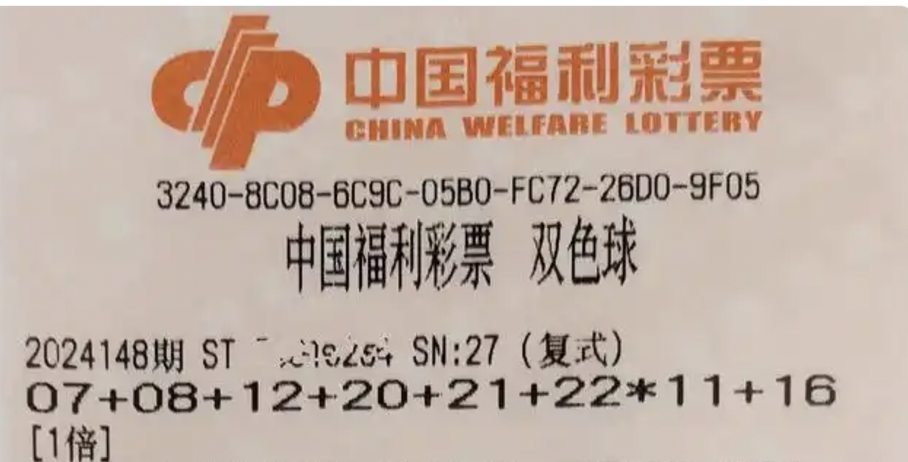 中国福利彩票
CHINA WELFARE LOTTERY
3240-8C08-6C9C-05B0-FC72-26D0-9F05
中国福利彩票 双色球
2024148期 ST SN:27 (复式)
07+08+12+20+21+22*11+16
[1倍]